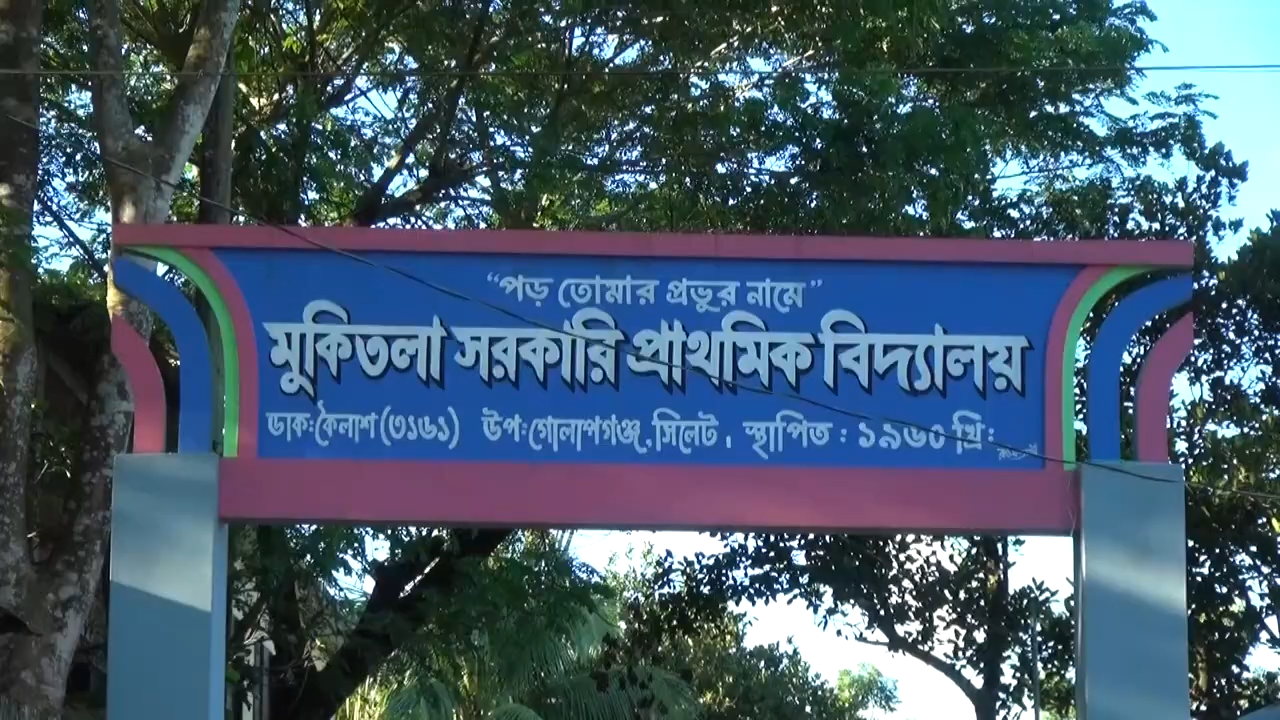 “পড় তোমার প্রভুর নামে”
মুকিতলা সরকারি প্রাথমিক বিদ্যালয়
ডাক:কৈলাশ (৩১৬১) উপ:গোলাপগঞ্জ,সিলেট। স্থাপিত : ১৯৬০ খ্রি: